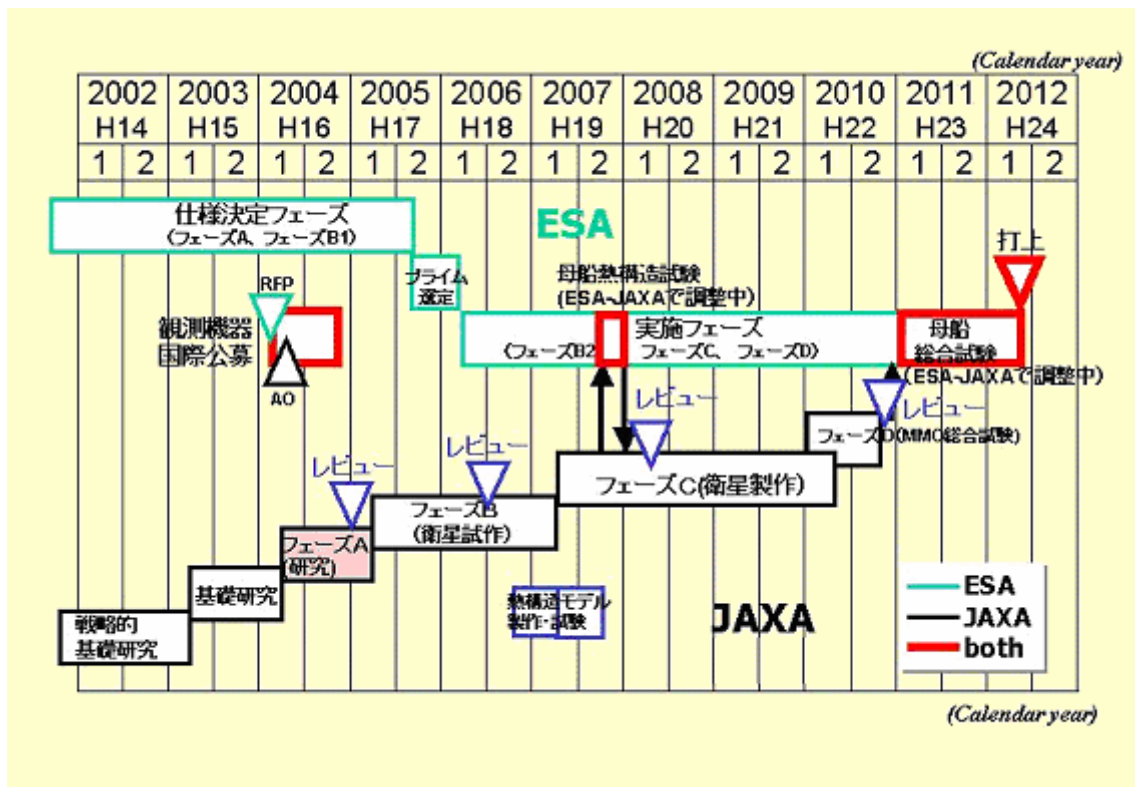 (Calendar year)
2002 2003 2004 2005 2006 2007 2008 2009 2010 2011 2012
H14 H15 H16 H17 H18 H19 H20 H21 H22 H23 H24
1 2 1 2 1 2 1 2 1 2 1 2 1 2 1 2 1 2 1 2 1 2
仕様決定フェーズ
(フェーズA、フェーズB1)
ESA
打上
プライム
選定
RFP
母船熱構造試験
(ESA-JAXAで調整中)
観測機器
国際公募
AO
実施フェーズ
(フェーズB2 フェーズC、フェーズD)
母船
総合試験
(ESA-JAXAで調整中)
レビュー
レビュー
フェーズD(MMO総合試験)
レビュー
レビュー
フェーズC(衛星製作)
フェーズB
(衛星試作)
フェーズA
(研究)
基礎研究
熱構造モデル
製作・試験
戦略的
基礎研究
JAXA
ESA
JAXA
both
(Calendar year)